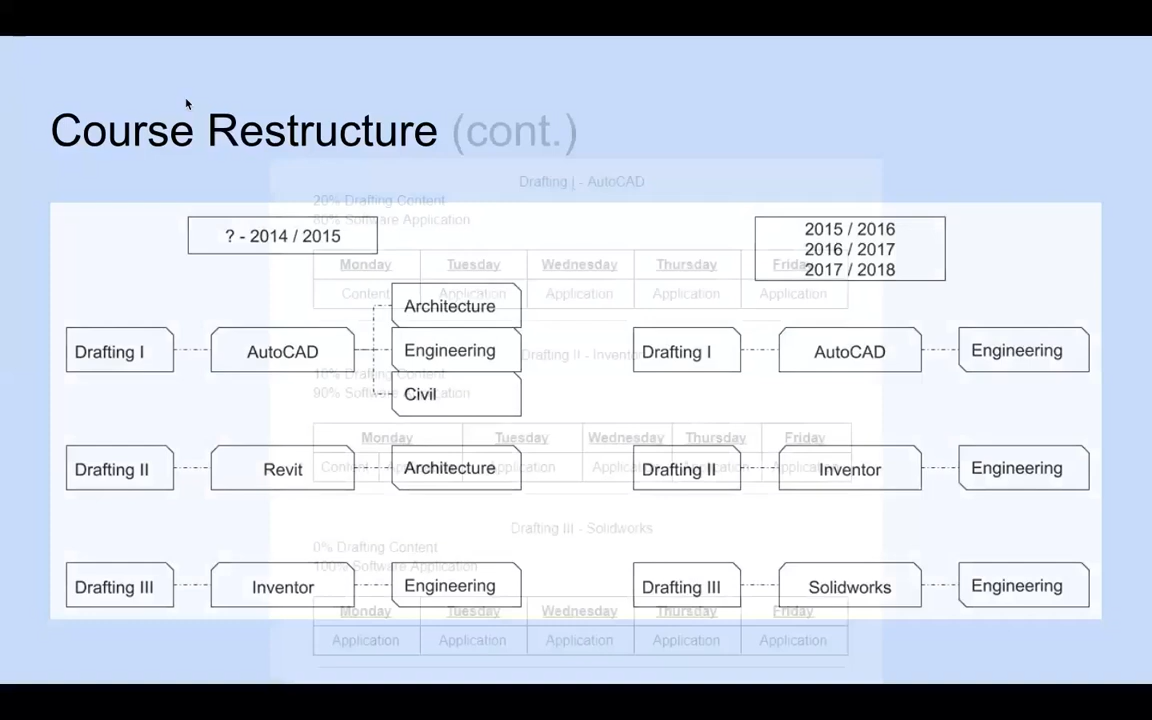 Course Restructure (cont.)
Drafting I - AutoCAD
20% Drafting Content
80% Software Application
? - 2014 / 2015
2015 / 2016
2016 / 2017
2017 / 2018
Monday Tuesday Wednesday Thursday Friday
Content Application Application Application Application
Architecture
Drafting I AutoCAD Engineering
Civil
Drafting I AutoCAD Engineering
Drafting II - Inventor
10% Drafting Content
90% Software Application
Monday Tuesday Wednesday Thursday Friday
Content Application Application Application Application Application
Drafting II Revit Architecture
Drafting II Inventor Engineering
Drafting III - Solidworks
0% Drafting Content
100% Software Application
Drafting III Inventor Engineering
Drafting III Solidworks Engineering
Monday Tuesday Wednesday Thursday Friday
Application Application Application Application Application